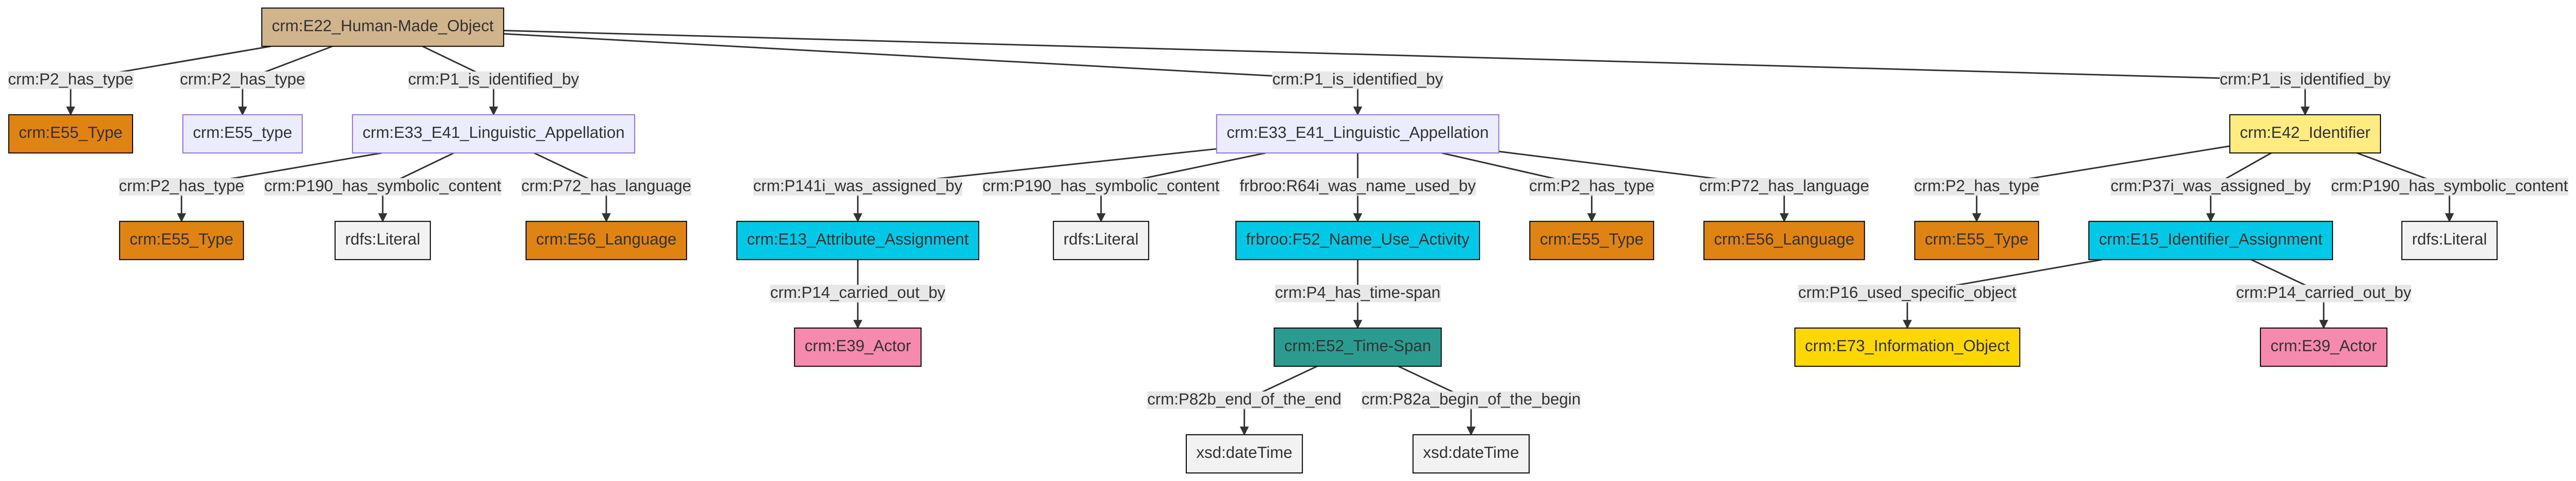 crm:E22_Human-Made_Object
crm:P2_has_type
crm:P2_has_type
crm:P1_is_identified_by
crm:P1_is_identified_by
crm:P1_is_identified_by
crm:E55_Type
crm:E55_type
crm:E33_E41_Linguistic_Appellation
crm:E33_E41_Linguistic_Appellation
crm:E42_Identifier
crm:P2_has_type
crm:P190_has_symbolic_content
crm:P72_has_language
crm:P141i_was_assigned_by
crm:P190_has_symbolic_content
frbroo:R64i_was_name_used_by
crm:P2_has_type
crm:P72_has_language
crm:P2_has_type
crm:P37i_was_assigned_by
crm:P190_has_symbolic_content
crm:E55_Type
rdfs:Literal
crm:E56_Language
crm:E13_Attribute_Assignment
rdfs:Literal
frbroo:F52_Name_Use_Activity
crm:E55_Type
crm:E56_Language
crm:E55_Type
crm:E15_Identifier_Assignment
rdfs:Literal
crm:P14_carried_out_by
crm:P4_has_time-span
crm:P16_used_specific_object
crm:P14_carried_out_by
crm:E39_Actor
crm:E52_Time-Span
crm:E73_Information_Object
crm:E39_Actor
crm:P82b_end_of_the_end
crm:P82a_begin_of_the_begin
xsd:dateTime
xsd:dateTime